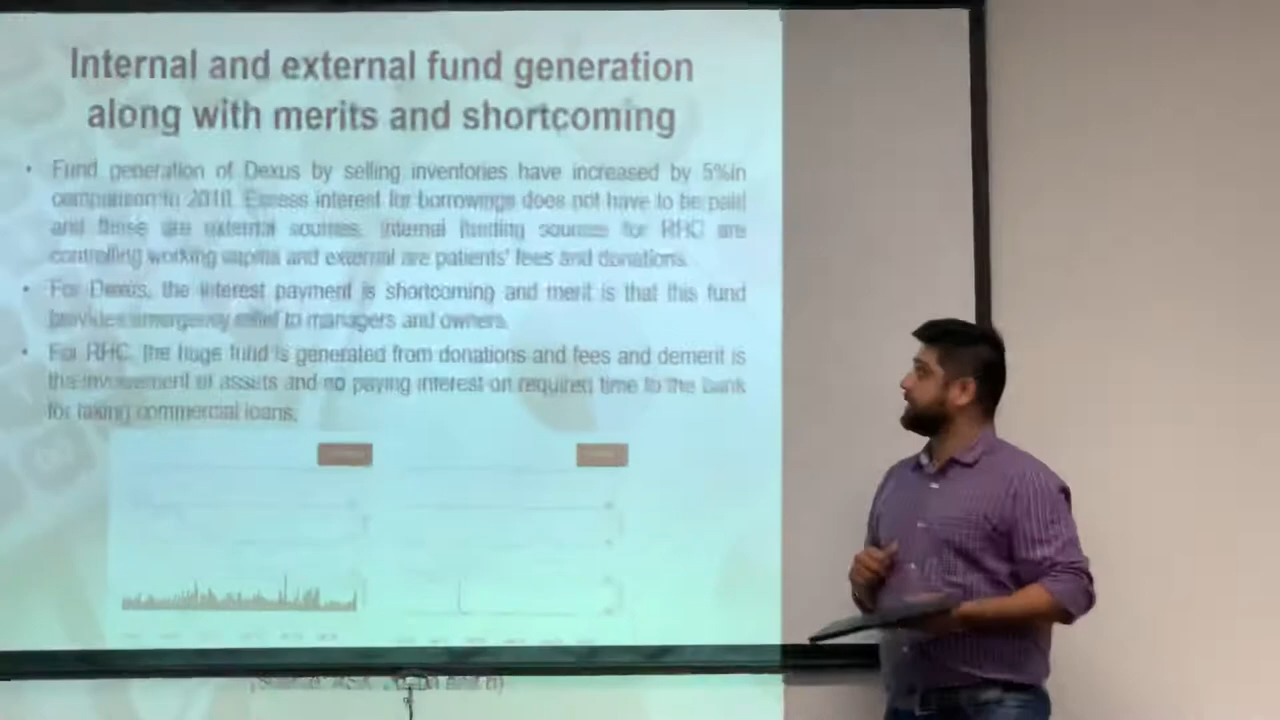 Internal and external fund generation
along with merits and shortcoming
• Fund generation of Dexus by selling inventories have increased by 5%in
comparison to Excess interest for borrowings does not have to be paid
and these are external sources. Internal funding sources for RHC are
controlling working capital and external are patients' fees and donations.
• For Dexus, the interest payment is shortcoming and merit is that this fund
provides emergency relief to managers and owners.
• For RHC, the huge fund is generated from donations and fees and demerit is
the involvement of assets and no paying interest on required time to the bank
for taking commercial loans.